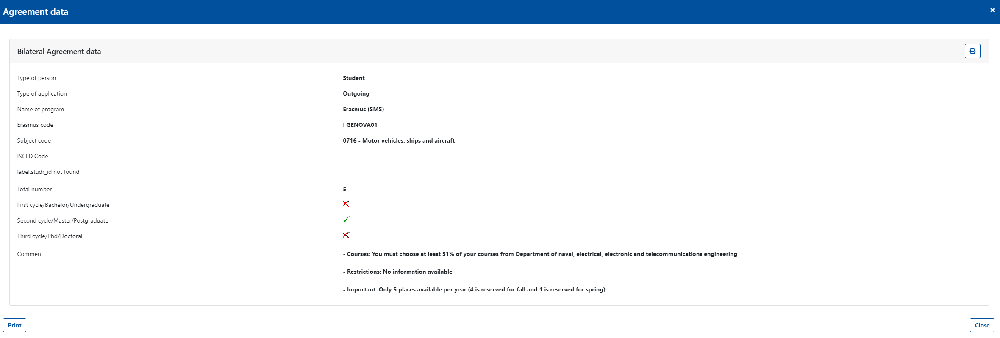 Agreement data
Bilateral Agreement data
Type of person Student
Type of application Outgoing
Name of program Erasmus (SMS)
Erasmus code I GENOVA01
Subject code 0716 - Motor vehicles, ships and aircraft
ISCED Code
label.studr_id not found
Total number 5
First cycle/Bachelor/Undergraduate
Second cycle/Master/Postgraduate
Third cycle/Phd/Doctoral
Comment - Courses: You must choose at least 51% of your courses from Department of naval, electrical, electronic and telecommunications engineering
- Restrictions: No information available
- Important: Only 5 places available per year (4 is reserved for fall and 1 is reserved for spring)
Print Close